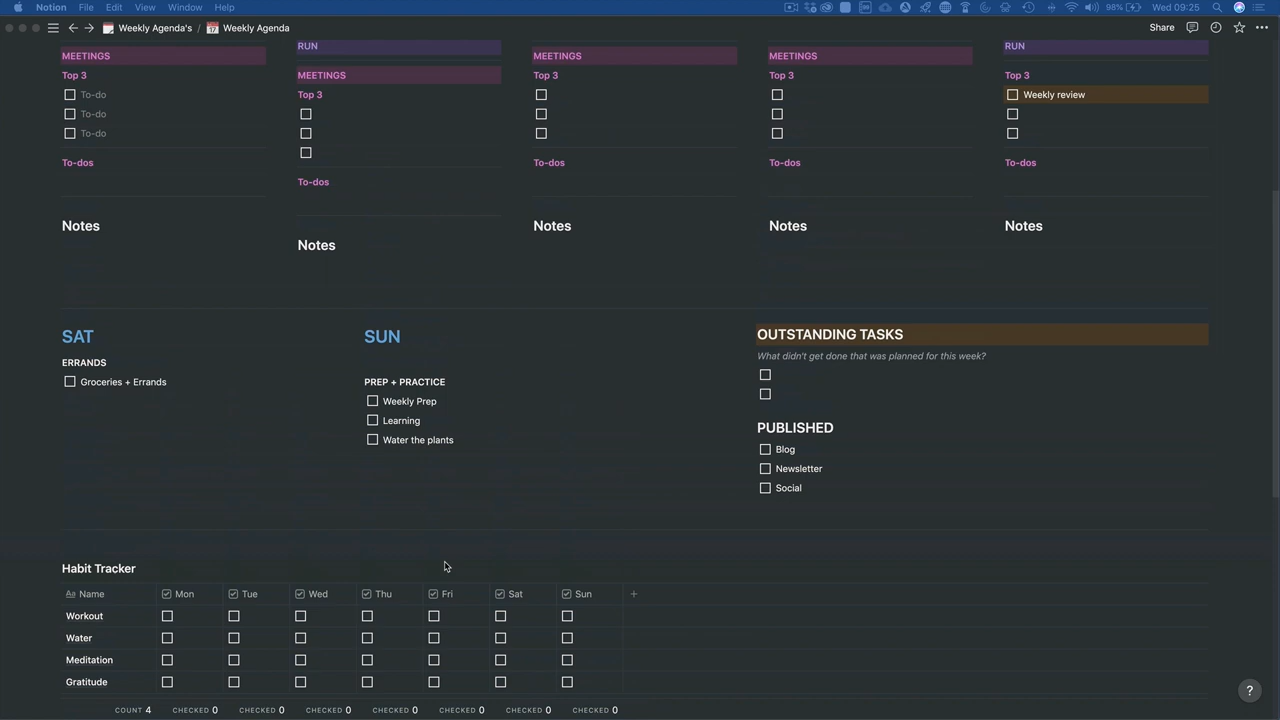 Notion File Edit View Window Help
98% Wed 09:25
Weekly Agenda's / Weekly Agenda
Share
MEETINGS
Top 3
To-do
To-do
To-do
To-dos
Notes
RUN
MEETINGS
Top 3
To-dos
Notes
MEETINGS
Top 3
To-dos
Notes
MEETINGS
Top 3
To-dos
Notes
RUN
Top 3
Weekly review
To-dos
Notes
SAT
ERRANDS
Groceries + Errands
SUN
PREP + PRACTICE
Weekly Prep
Learning
Water the plants
OUTSTANDING TASKS
What didn't get done that was planned for this week?
PUBLISHED
Blog
Newsletter
Social
Habit Tracker
Aa Name Mon Tue Wed Thu Fri Sat Sun +
Workout
Water
Meditation
Gratitude
COUNT 4 CHECKED 0 CHECKED 0 CHECKED 0 CHECKED 0 CHECKED 0 CHECKED 0 CHECKED 0
?